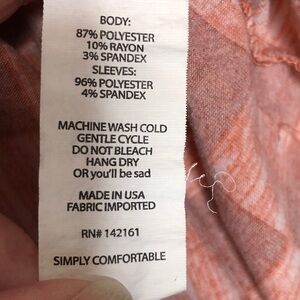 BODY:
87% POLYESTER
10% RAYON
3% SPANDEX
SLEEVES:
96% POLYESTER
4% SPANDEX
MACHINE WASH COLD
GENTLE CYCLE
DO NOT BLEACH
HANG DRY
OR you'll be sad
MADE IN USA
FABRIC IMPORTED
RN# 142161
SIMPLY COMFORTABLE